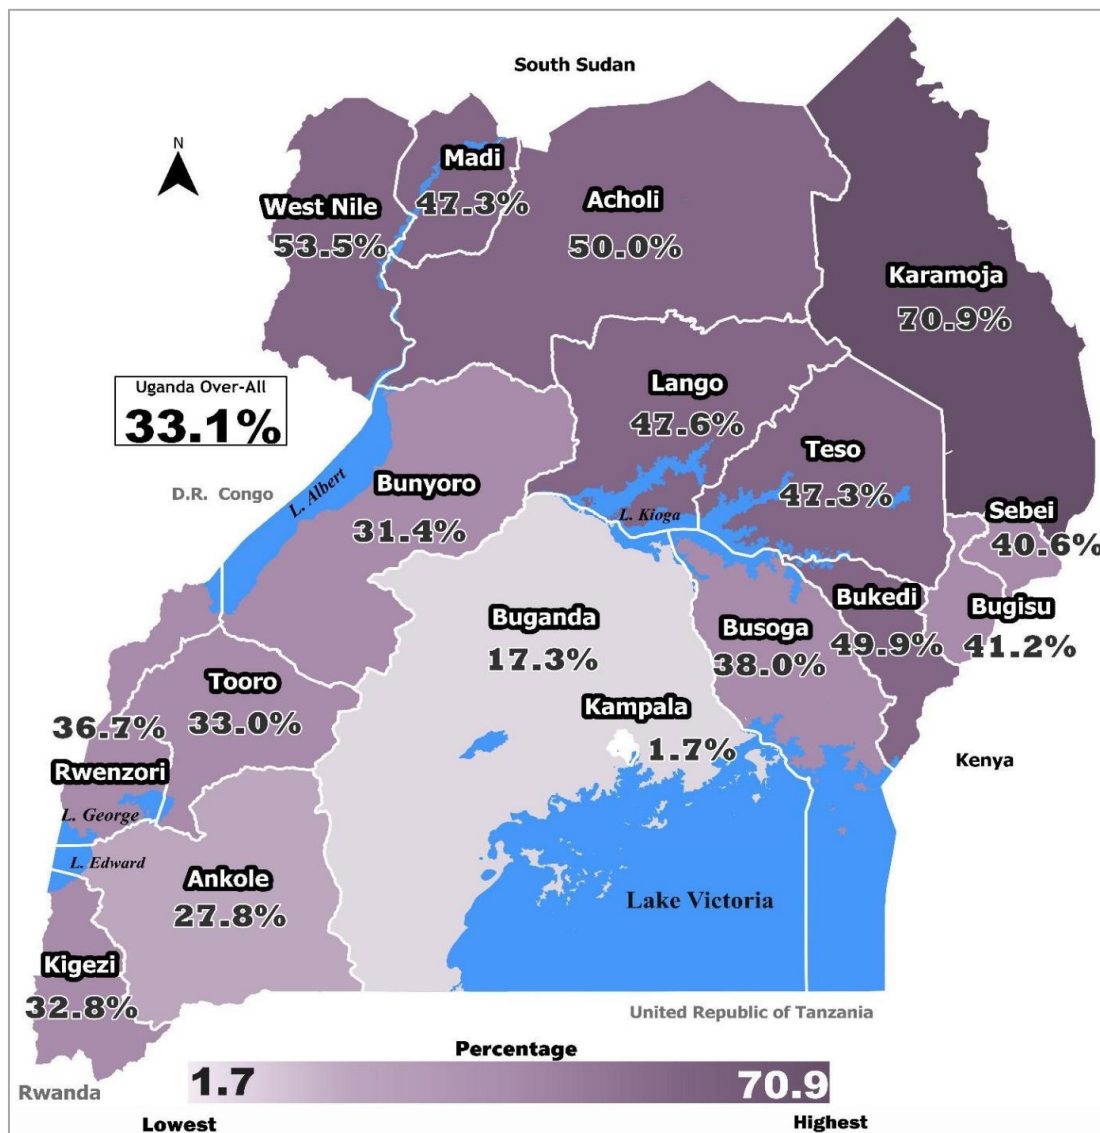 South Sudan
N
Madi
47.3%
West Nile
53.5%
Acholi
50.0%
Karamoja
70.9%
Uganda Over-All
33.1%
Lango
47.6%
Teso
47.3%
D.R. Congo
L. Albert
Bunyoro
31.4%
L. Kioga
Sebei
40.6%
Buganda
17.3%
Busoga
38.0%
Bukedi
49.9%
Bugisu
41.2%
Tooro
33.0%
36.7%
Rwenzori
Kampala
1.7%
Kenya
L. George
L. Edward
Ankole
27.8%
Lake Victoria
Kigezi
32.8%
United Republic of Tanzania
Rwanda
Percentage
1.7
70.9
Lowest
Highest